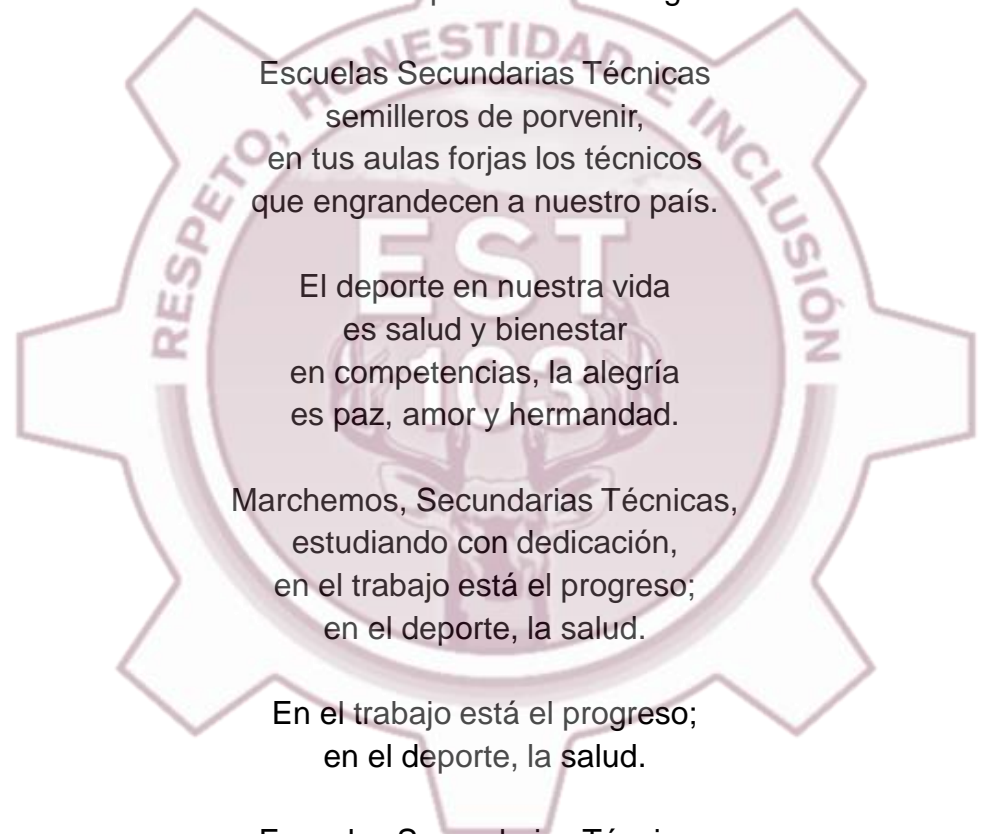 RESPETO, HONESTIDAD E INCLUSIÓN
Escuelas Secundarias Técnicas
semilleros de porvenir,
en tus aulas forjas los técnicos
que engrandecen a nuestro país.
EST
103
El deporte en nuestra vida
es salud y bienestar
en competencias, la alegría
es paz, amor y hermandad.
Marchemos, Secundarias Técnicas,
estudiando con dedicación,
en el trabajo está el progreso;
en el deporte, la salud.
En el trabajo está el progreso;
en el deporte, la salud.